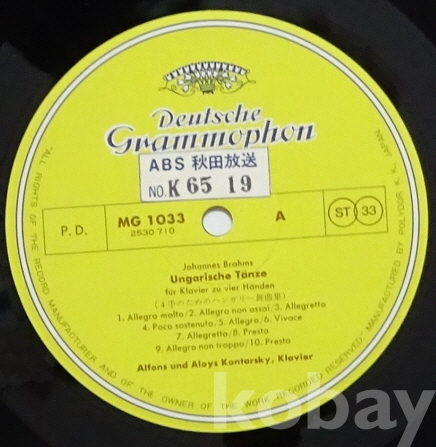 Deutsche
Grammophon
ABS 秋田放送
NO. K 65 19
P. D.
MG 1033
2530 710
A
ST 33
Johannes Brahms
Ungarische Tänze
für Klavier zu vier Händen
(4手のためのハンガリー舞曲集)
1. Allegro molto/2. Allegro non assai/3. Allegretto
4. Poco sostenuto/5. Allegro/6. Vivace
7. Allegretto/8. Presto
9. Allegro non troppo/10. Presto
Alfons und Aloys Kontarsky, Klavier
"ALL RIGHTS OF THE RECORD MANUFACTURER AND OF THE OWNER OF THE WORK RECORDED RESERVED" MANUFACTURED BY POLYDOR K. K. JAPAN
kobay